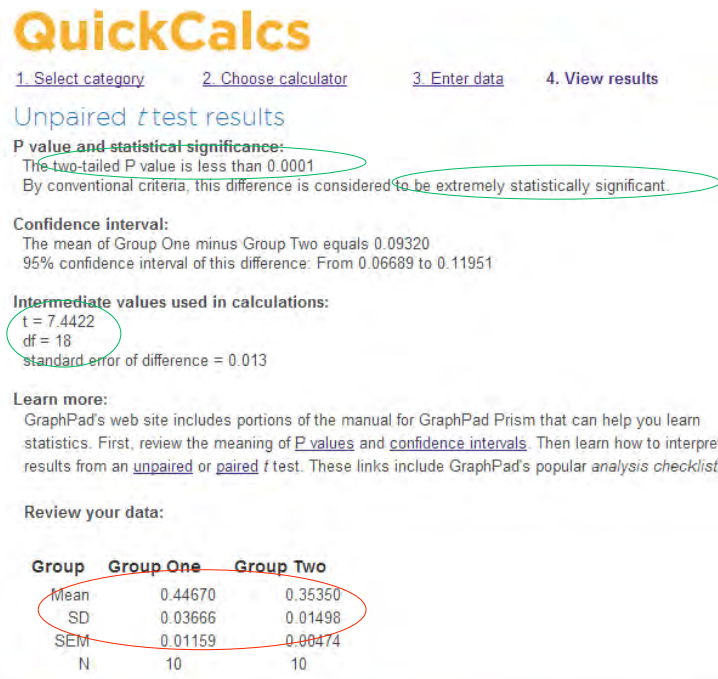 QuickCalcs
1. Select category 2. Choose calculator 3. Enter data 4. View results
Unpaired t test results
P value and statistical significance:
The two-tailed P value is less than 0.0001
By conventional criteria, this difference is considered to be extremely statistically significant.
Confidence interval:
The mean of Group One minus Group Two equals 0.09320
95% confidence interval of this difference: From 0.06689 to 0.11951
Intermediate values used in calculations:
t = 7.4422
df = 18
standard error of difference = 0.013
Learn more:
GraphPad's web site includes portions of the manual for GraphPad Prism that can help you learn
statistics. First, review the meaning of P values and confidence intervals. Then learn how to interpre
results from an unpaired or paired t test. These links include GraphPad's popular analysis checklist
Review your data:
Group Group One Group Two
Mean 0.44670 0.35350
SD 0.03666 0.01498
SEM 0.01159 0.00474
N 10 10